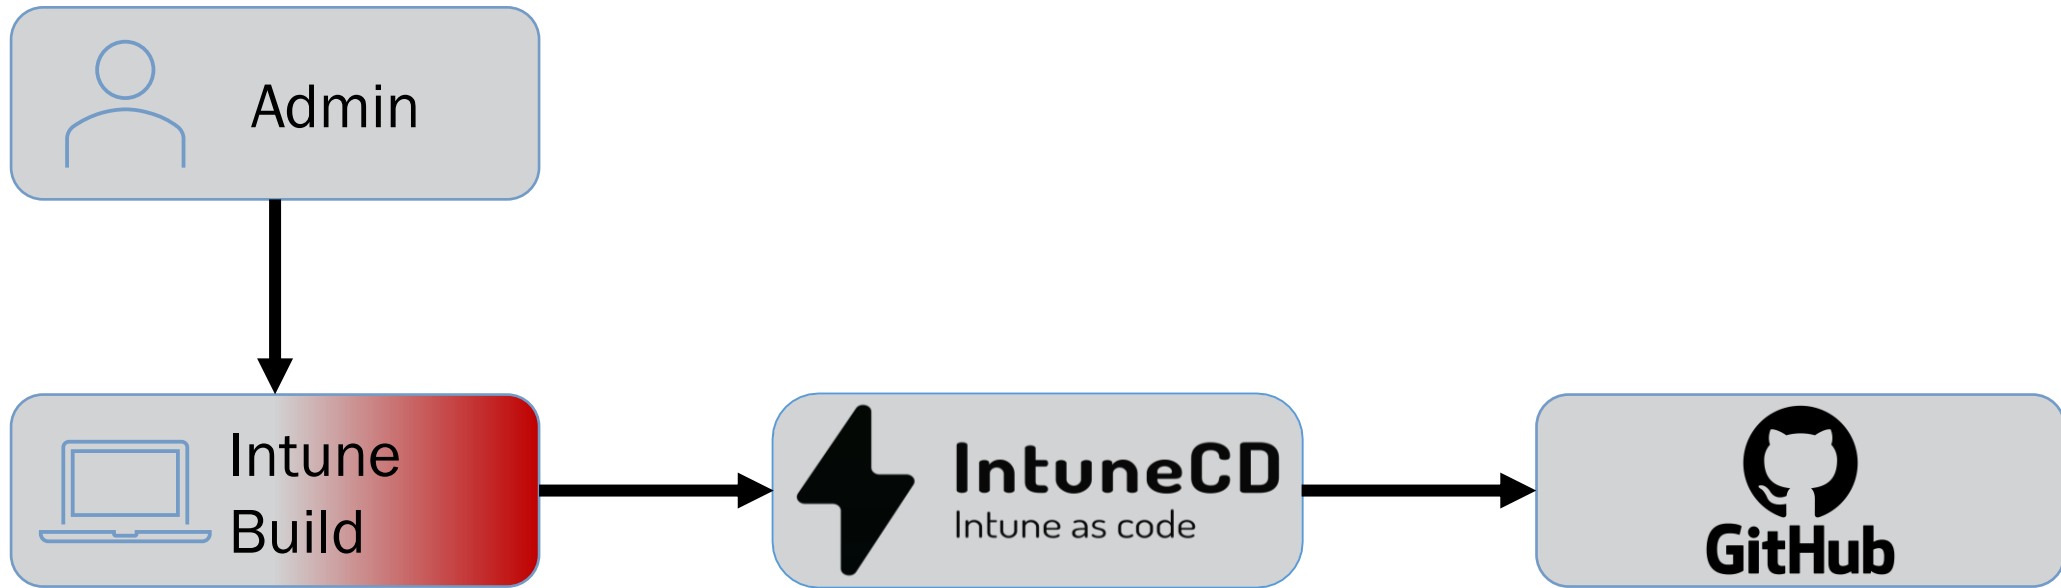 Admin
Intune
Build
IntuneCD
Intune as code
GitHub